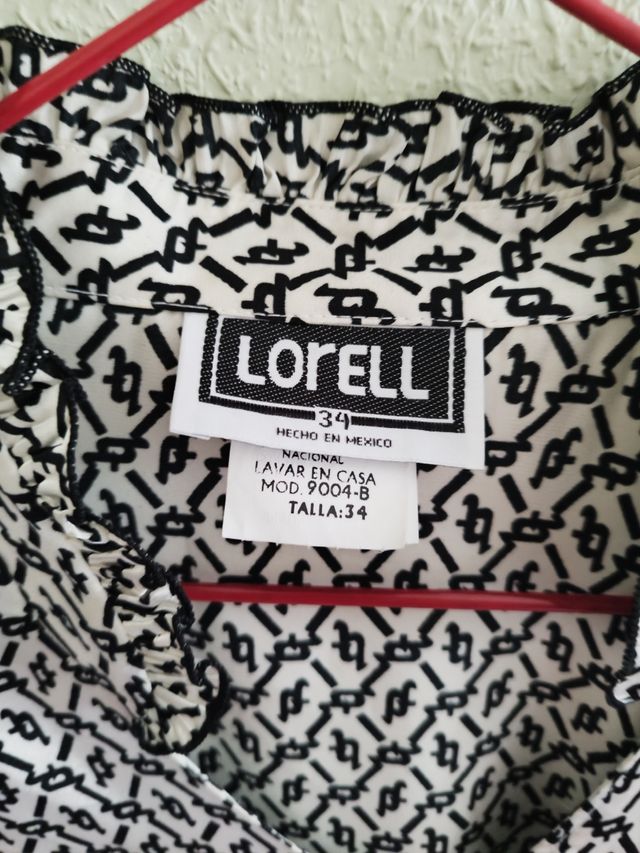 LOrELL
34
HECHO EN MEXICO
NACIONAL
LAVAR EN CASA
MOD. 9004-B
TALLA:34